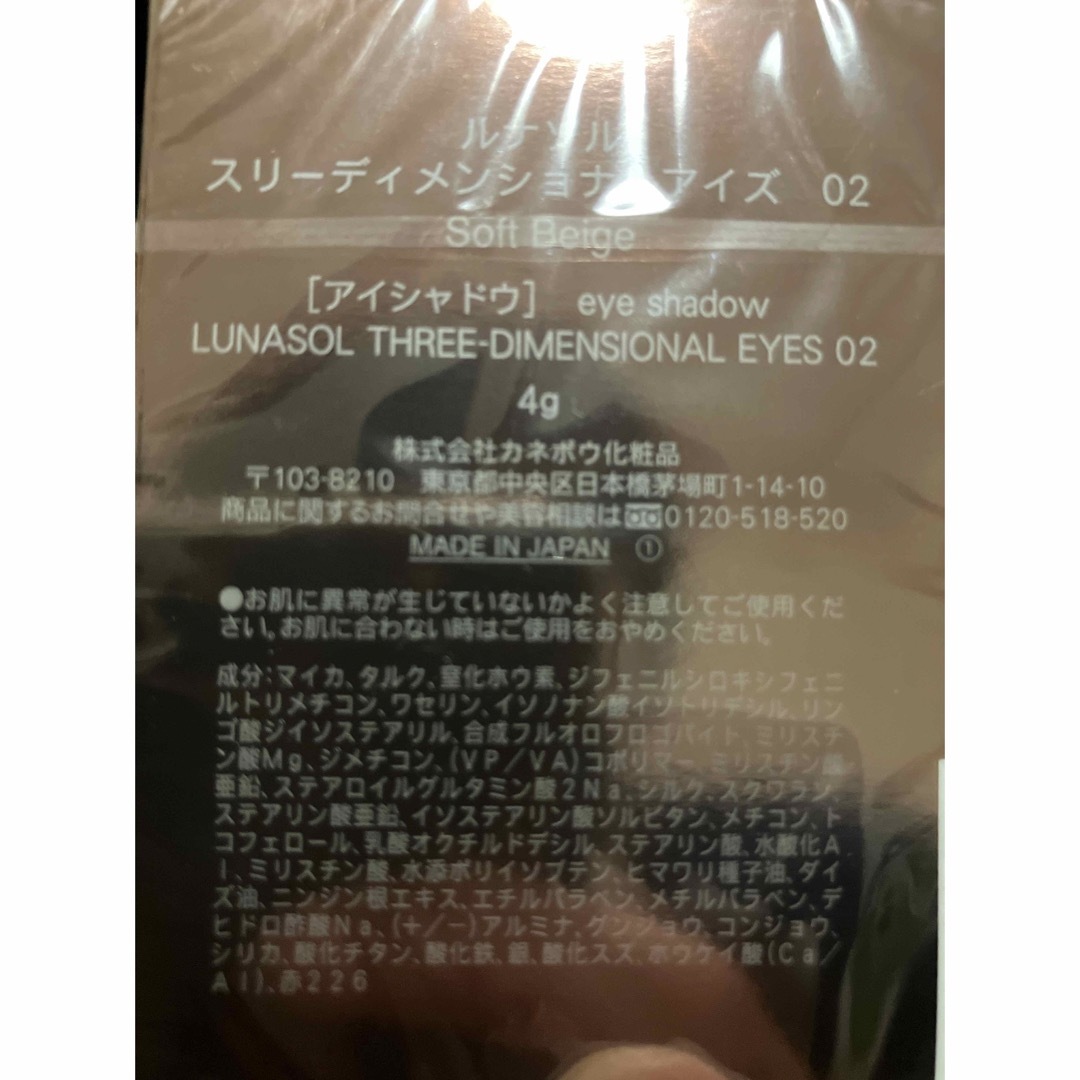 ルナソル
スリーディメンショナルアイズ 02
Soft Beige
［アイシャドウ］ eye shadow
LUNASOL THREE-DIMENSIONAL EYES 02
4g
株式会社カネボウ化粧品
〒103-8210 東京都中央区日本橋茅場町1-14-10
商品に関するお問合せや美容相談は 0120-518-520
MADE IN JAPAN ①
●お肌に異常が生じていないかよく注意してご使用くだ
さい。お肌に合わない時はご使用をおやめください。
成分：マイカ、タルク、窒化ホウ素、ジフェニルシロキシフェニ
ルトリメチコン、ワセリン、イソノナン酸イソトリデシル、リン
ゴ酸ジイソステアリル、合成フルオロフロゴパイト、ミリスチ
ン酸Mg、ジメチコン、(VP/VA)コポリマー、ミリスチン酸
亜鉛、ステアロイルグルタミン酸2Na、シルク、スクワラン、
ステアリン酸亜鉛、イソステアリン酸ソルビタン、メチコン、ト
コフェロール、乳酸オクチルドデシル、ステアリン酸、水酸化A
l、ミリスチン酸、水添ポリイソブテン、ヒマワリ種子油、ダイ
ズ油、ニンジン根エキス、エチルパラベン、メチルパラベン、デ
ヒドロ酢酸Na、(+/-)アルミナ、グンジョウ、コンジョウ、
シリカ、酸化チタン、酸化鉄、銀、酸化スズ、ホウケイ酸(Ca/
Al)、赤226